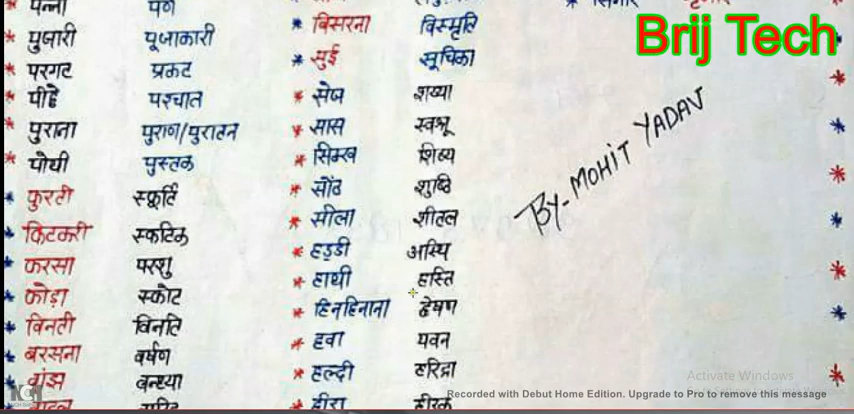 पन्ना पर्ण
पुजारी पूजाकारी
परगट प्रकट
पीछे पश्चात
पुराना पुराण/पुरातन
पोथी पुस्तक
फुरती स्फूर्ति
फिटकरी स्फटिक
फरसा परशु
फोड़ा स्फोट
विनती विनति
बरसना वर्षण
बांझ बन्ध्या
बिसरना विस्मृति
सुई सूचिका
सेज शय्या
सास स्वश्रू
सिक्ख शिष्य
सोंठ शुण्ठि
सीला शीतल
हड्डी अस्थि
हाथी हस्ति
हिनहिनाना हेषण
हवा पवन
हल्दी हरिद्रा
हीरा हीरक
Brij Tech
By-MOHIT YADAV
Activate Windows
Recorded with Debut Home Edition. Upgrade to Pro to remove this message